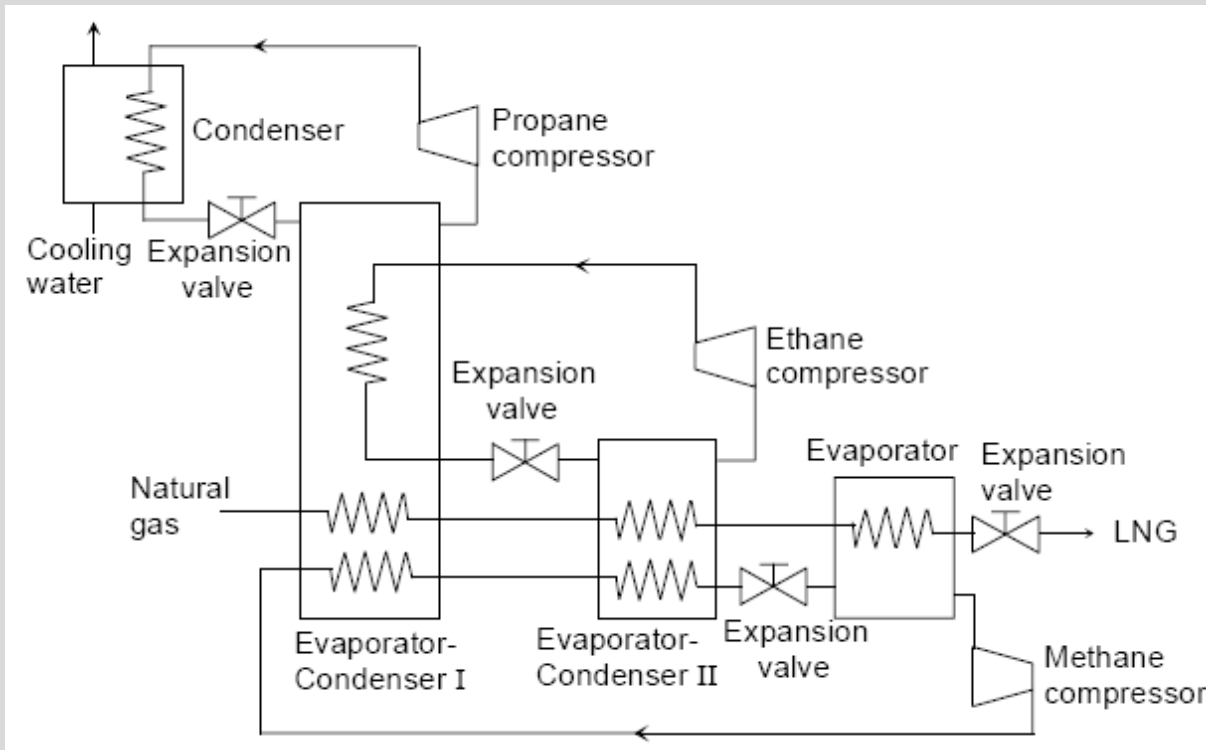 Condenser
Propane
compressor
Cooling
water
Expansion
valve
Ethane
compressor
Expansion
valve
Evaporator
Expansion
valve
Natural
gas
LNG
Evaporator-
Condenser I
Evaporator-
Condenser II
Expansion
valve
Methane
compressor